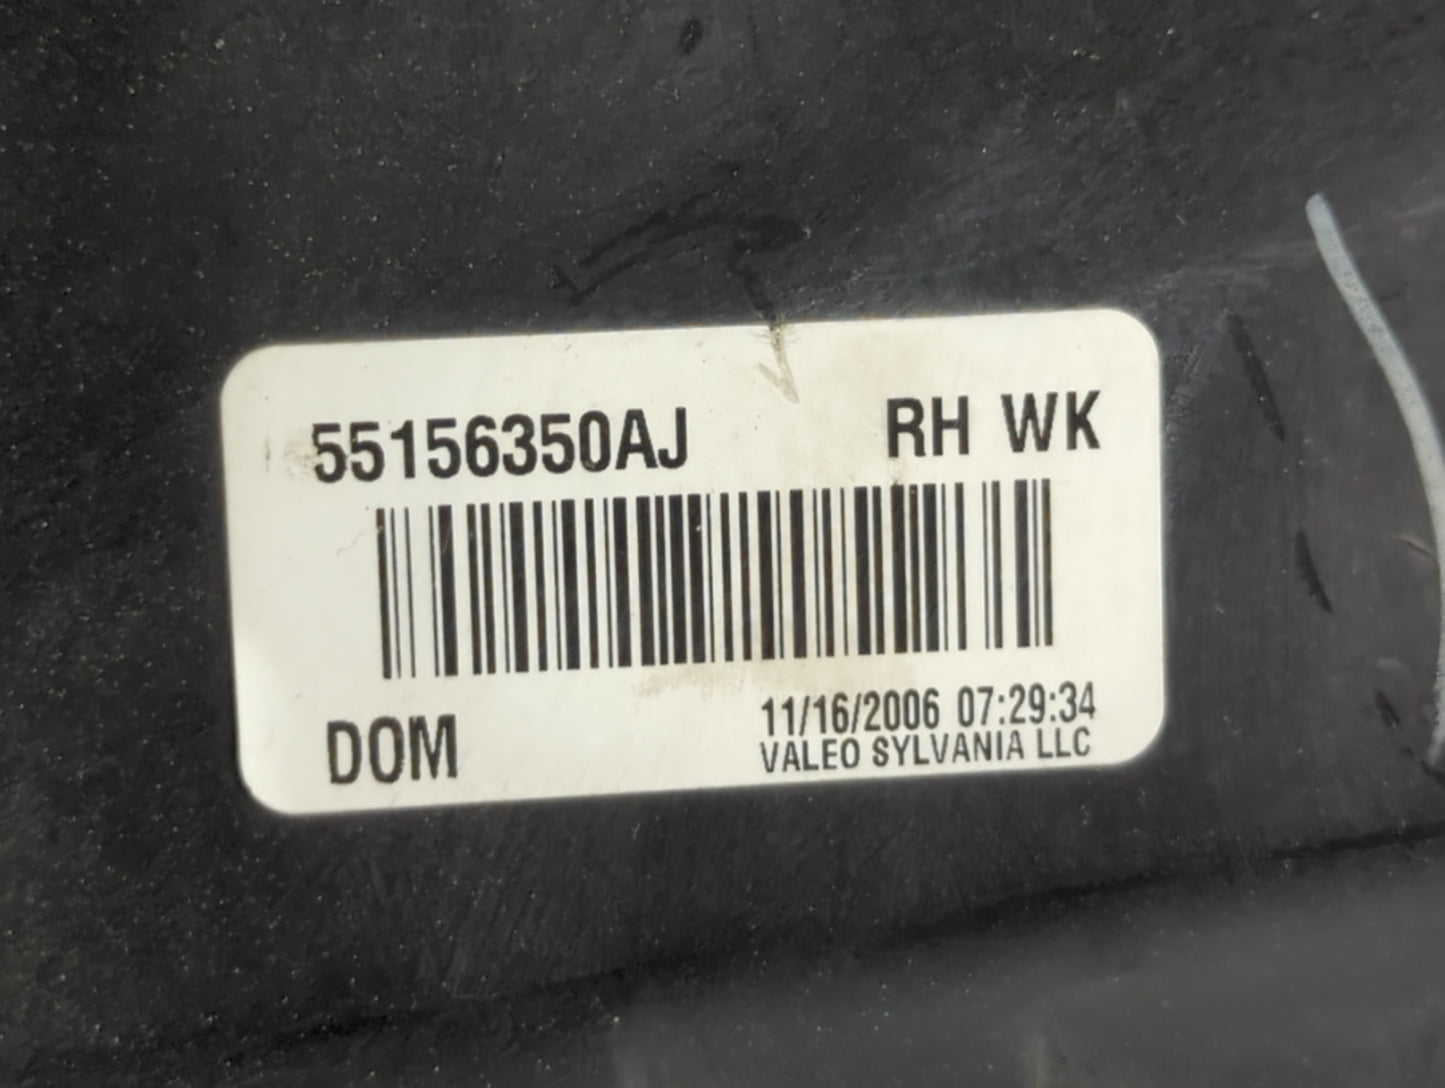 55156350AJ RH WK
DOM
11/16/2006 07:29:34
VALEO SYLVANIA LLC